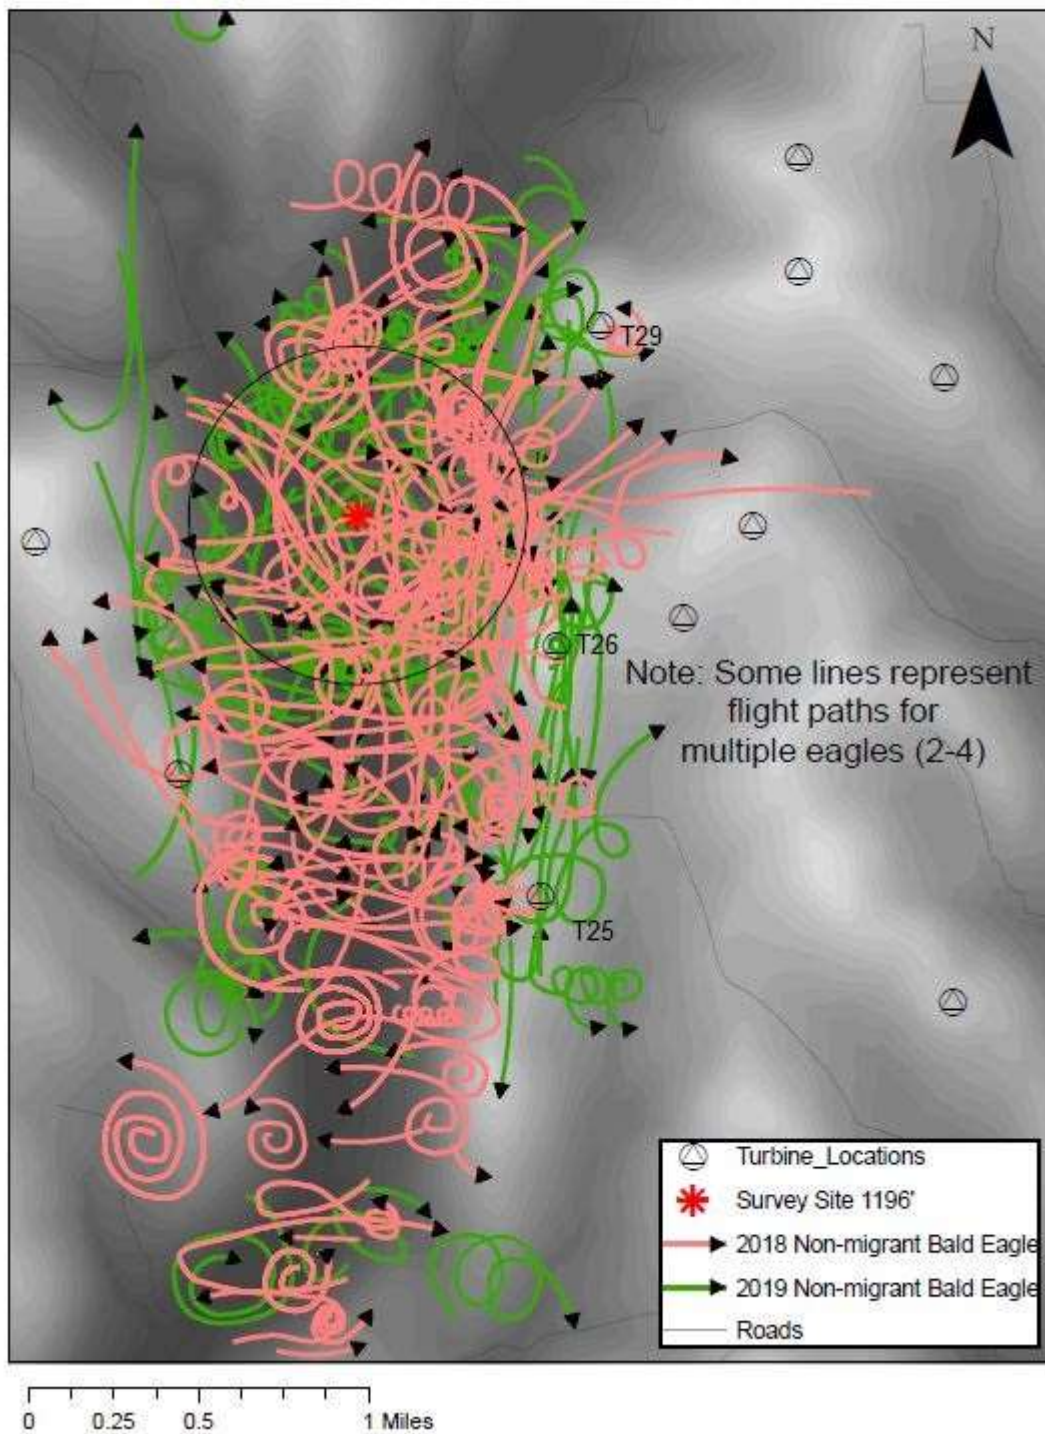 N
T29
T26
Note: Some lines represent
flight paths for
multiple eagles (2-4)
T25
Turbine_Locations
Survey Site 1196'
2018 Non-migrant Bald Eagle
2019 Non-migrant Bald Eagle
Roads
0 0.25 0.5 1 Miles